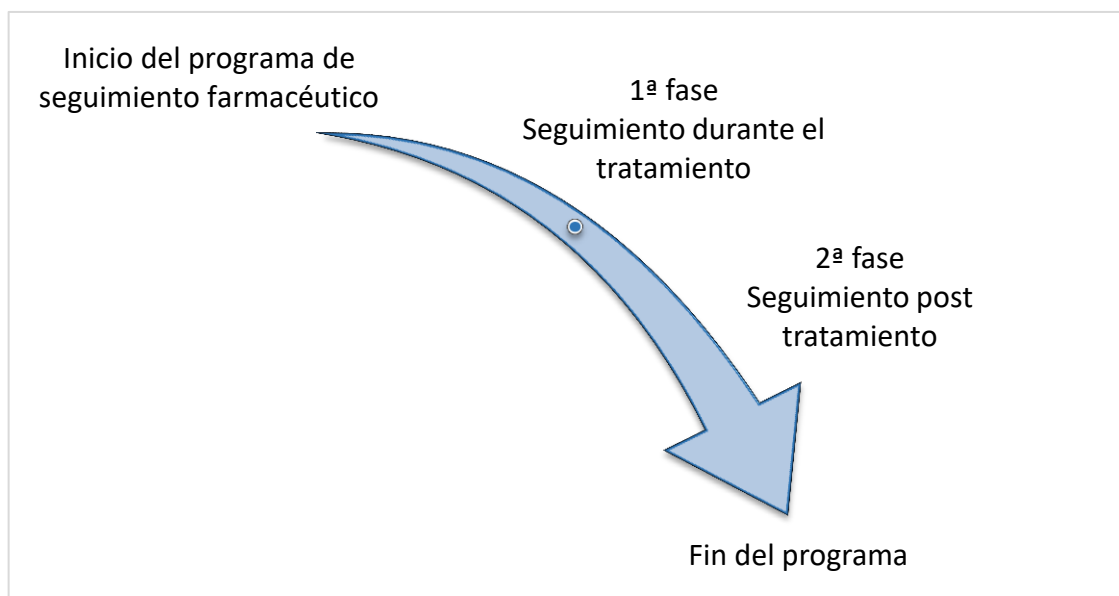 Inicio del programa de
seguimiento farmacéutico
1ª fase
Seguimiento durante el
tratamiento
2ª fase
Seguimiento post
tratamiento
Fin del programa